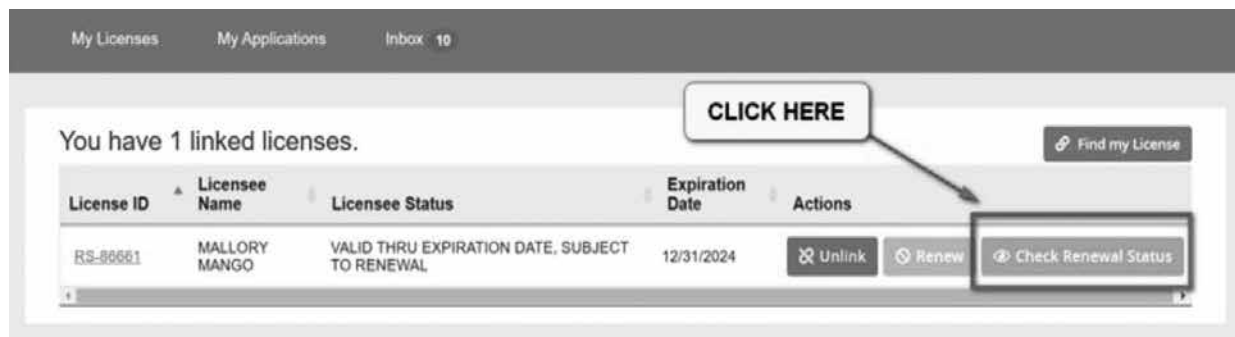 My Licenses My Applications Inbox 10
CLICK HERE
You have 1 linked licenses.
Find my License
License ID Licensee Name Licensee Status Expiration Date Actions
RS-86661 MALLORY MANGO VALID THRU EXPIRATION DATE, SUBJECT TO RENEWAL 12/31/2024 Unlink Renew Check Renewal Status